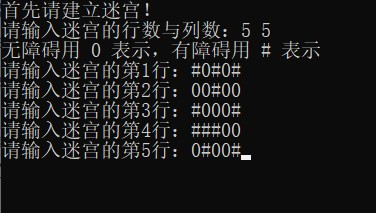 首先请建立迷宫!
请输入迷宫的行数与列数：5 5
无障碍用 0 表示，有障碍用 # 表示
请输入迷宫的第1行：#0#0#
请输入迷宫的第2行：00#00
请输入迷宫的第3行：#000#
请输入迷宫的第4行：###00
请输入迷宫的第5行：0#00#